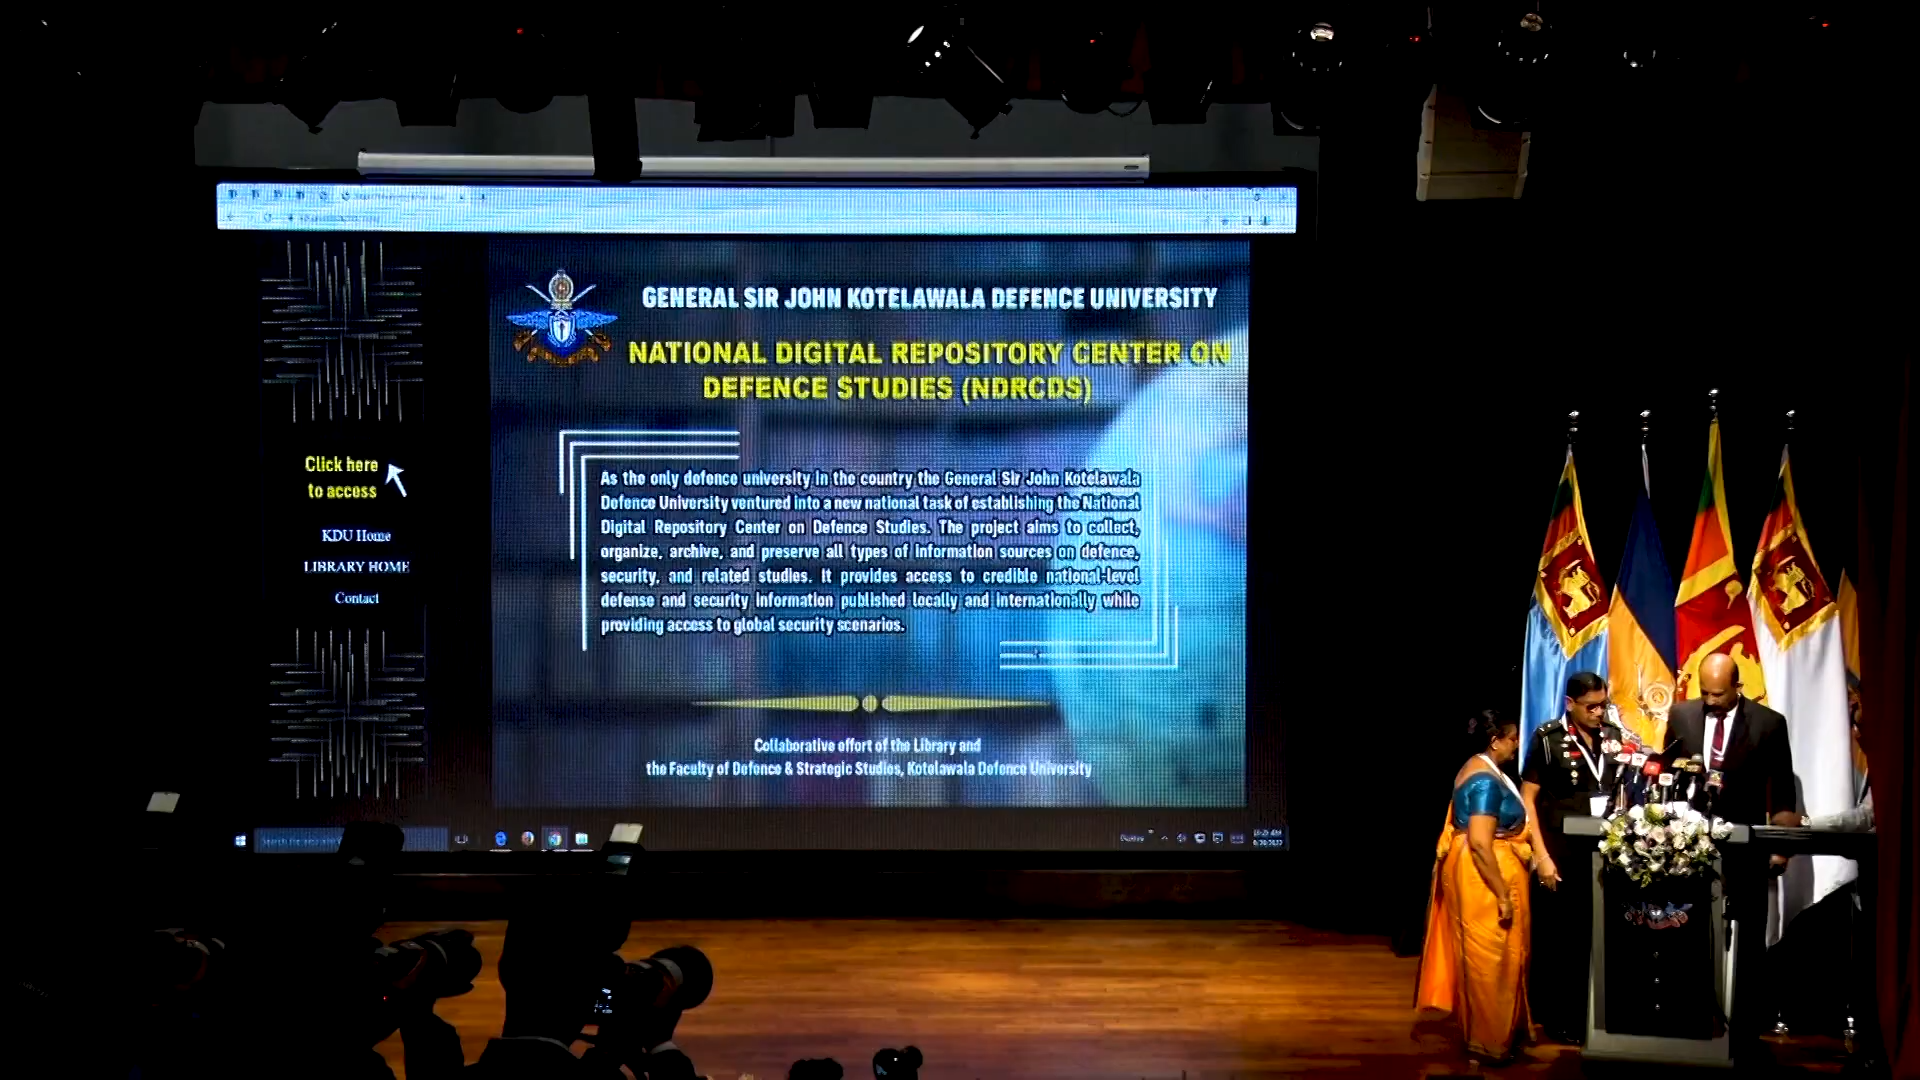 GENERAL SIR JOHN KOTELAWALA DEFENCE UNIVERSITY
NATIONAL DIGITAL REPOSITORY CENTER ON
DEFENCE STUDIES (NDRCDS)
Click here
to access
KDU Home
LIBRARY HOME
Contact
As the only defence university in the country the General Sir John Kotelawala
Defence University ventured into a new national task of establishing the National
Digital Repository Center on Defence Studies. The project aims to collect,
organize, archive, and preserve all types of information sources on defence,
security, and related studies. It provides access to credible national-level
defense and security information published locally and internationally while
providing access to global security scenarios.
Collaborative effort of the Library and
the Faculty of Defence & Strategic Studies, Kotelawala Defence University